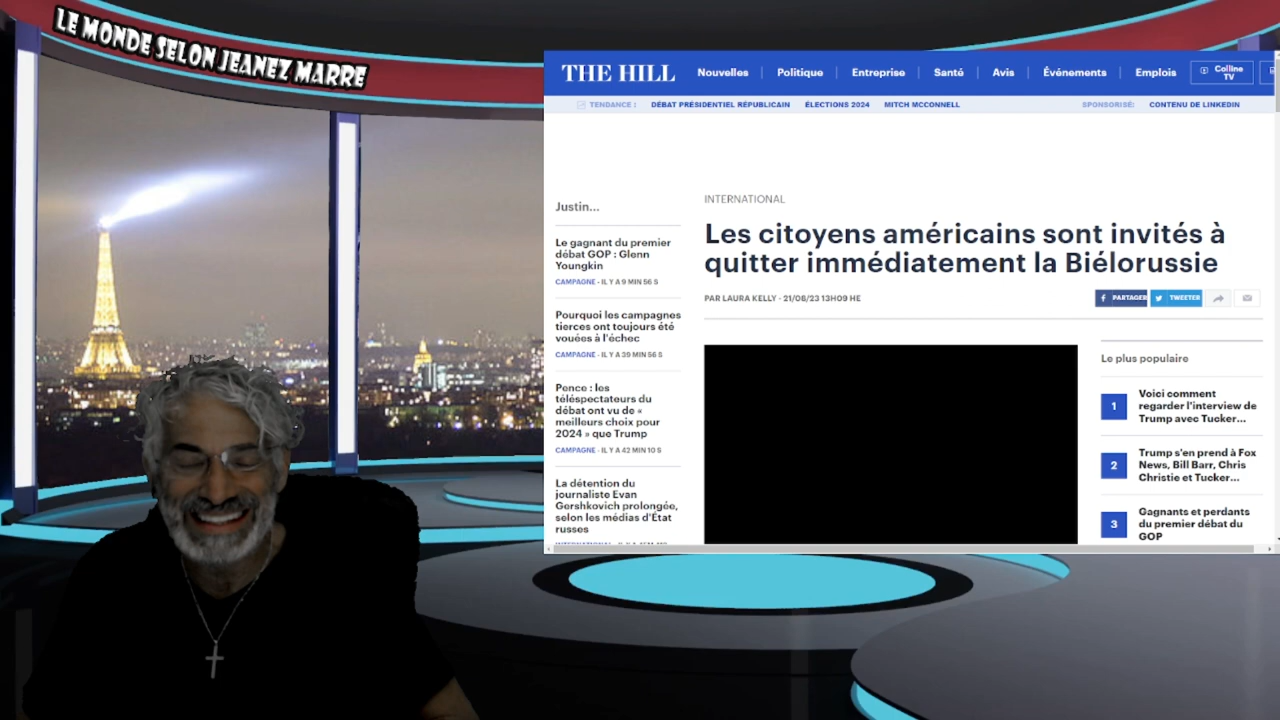 LE MONDE SELON JEANEZ MARRE
THE HILL
Nouvelles
Politique
Entreprise
Santé
Avis
Événements
Emplois
Colline
TV
TENDANCE :
DÉBAT PRÉSIDENTIEL RÉPUBLICAIN
ÉLECTIONS 2024
MITCH MCCONNELL
SPONSORISÉ:
CONTENU DE LINKEDIN
Justin...
Le gagnant du premier
débat GOP : Glenn
Youngkin
CAMPAGNE - IL Y A 9 MIN 56 S
Pourquoi les campagnes
tierces ont toujours été
vouées à l'échec
CAMPAGNE - IL Y A 39 MIN 56 S
Pence : les
téléspectateurs du
débat ont vu de «
meilleurs choix pour
2024 » que Trump
CAMPAGNE - IL Y A 42 MIN 10 S
La détention du
journaliste Evan
Gershkovich prolongée,
selon les médias d'État
russes
INTERNATIONAL
Les citoyens américains sont invités à
quitter immédiatement la Biélorussie
PAR LAURA KELLY - 21/08/23 13H09 HE
PARTAGER
TWEETER
Le plus populaire
1
Voici comment
regarder l'interview de
Trump avec Tucker...
2
Trump s'en prend à Fox
News, Bill Barr, Chris
Christie et Tucker...
3
Gagnants et perdants
du premier débat du
GOP